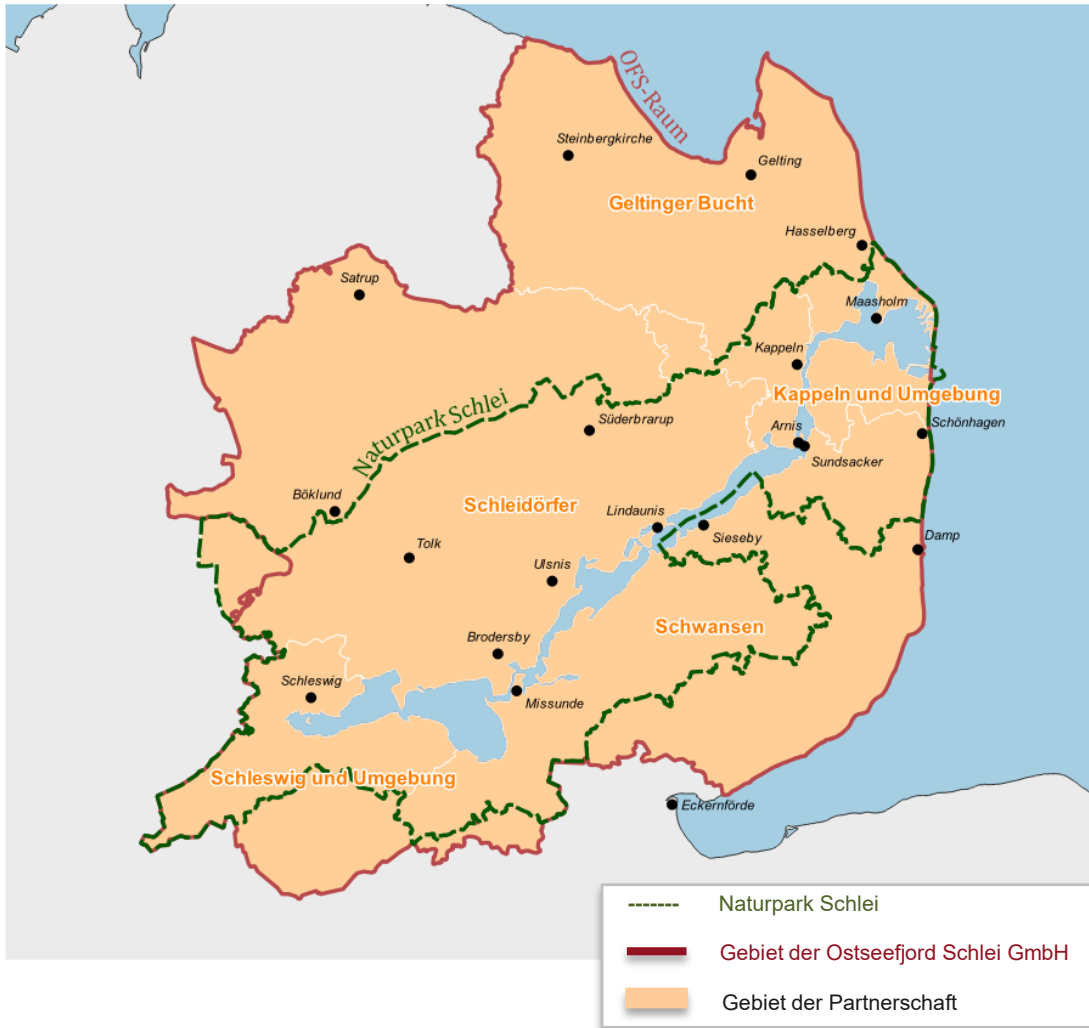 OFS-Raum
Steinbergkirche
Gelting
Geltinger Bucht
Hasselberg
Satrup
Maasholm
Kappeln
Kappeln und Umgebung
Naturpark Schlei
Süderbrarup
Arnis
Schönhagen
Sundsacker
Böklund
Schleidörfer
Lindaunis
Sieseby
Tolk
Damp
Ulsnis
Schwansen
Brodersby
Schleswig
Missunde
Schleswig und Umgebung
Eckernförde
Naturpark Schlei
Gebiet der Ostseefjord Schlei GmbH
Gebiet der Partnerschaft